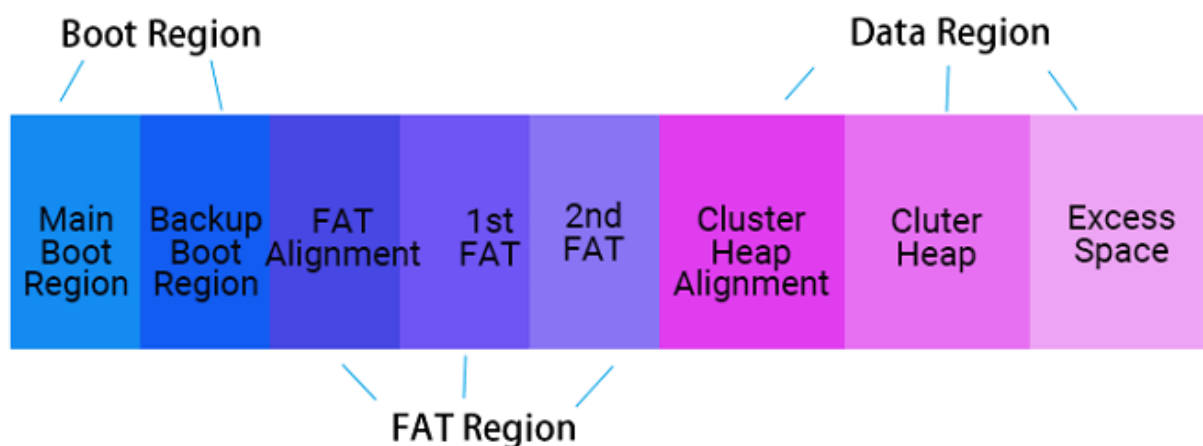 Boot Region
Data Region
Main
Boot
Region
Backup
Boot
Region
FAT
Alignment
1st
FAT
2nd
FAT
Cluster
Heap
Alignment
Cluter
Heap
Excess
Space
FAT Region